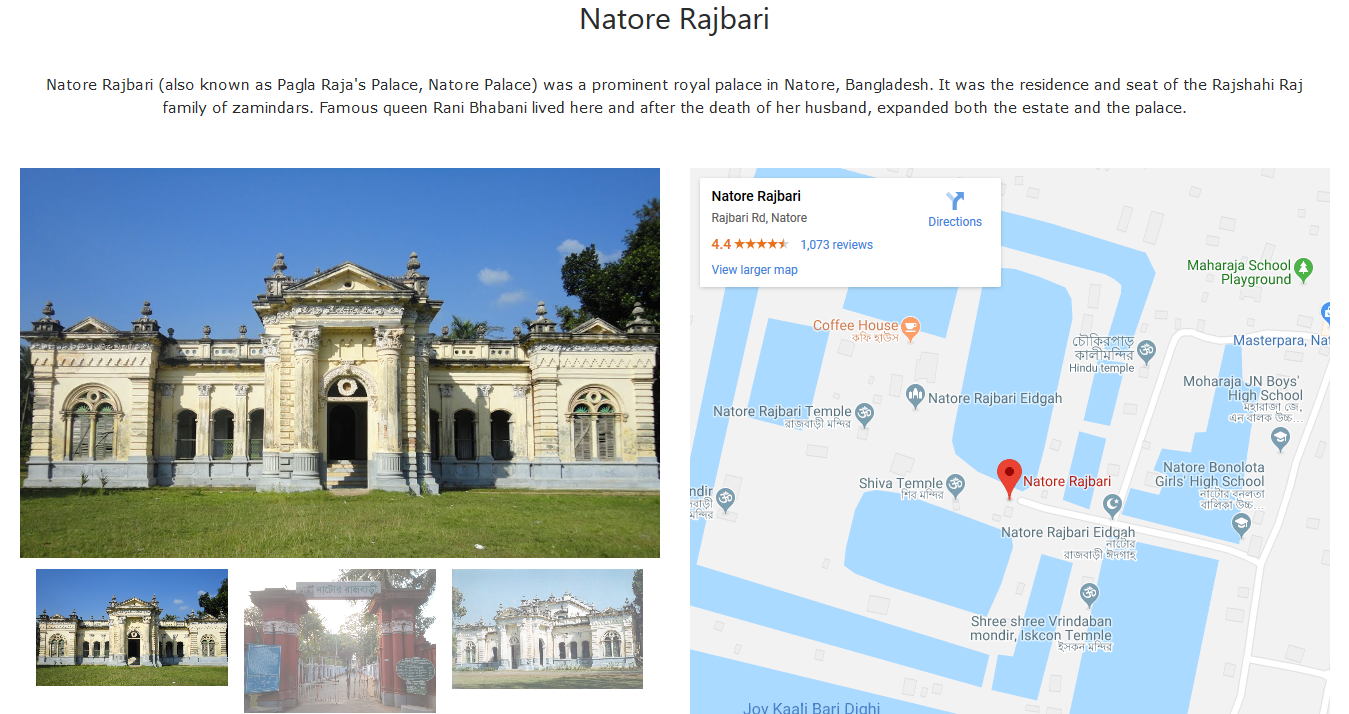 Natore Rajbari
Natore Rajbari (also known as Pagla Raja's Palace, Natore Palace) was a prominent royal palace in Natore, Bangladesh. It was the residence and seat of the Rajshahi Raj
family of zamindars. Famous queen Rani Bhabani lived here and after the death of her husband, expanded both the estate and the palace.
নাটোর রাজবাড়ী
Natore Rajbari
Rajbari Rd, Natore
Directions
4.4
1,073 reviews
View larger map
Maharaja School
Playground
Coffee House
কফি হাউস
Masterpara, Nat
চৌকিরপাড়
কালীমন্দির
Hindu temple
Moharaja JN Boys'
High School
মহারাজা জে.
এন বালক উচ্চ...
Natore Rajbari Eidgah
Natore Rajbari Temple
রাজবাড়ী মন্দির
Natore Bonolota
Girls' High School
নাটোর বনলতা
বালিকা উচ্চ...
Shiva Temple
শিব মন্দির
Natore Rajbari
ndir
মন্দির
Natore Rajbari Eidgah
নাটোর
রাজবাড়ী ঈদগাহ
Shree shree Vrindaban
mondir, Iskcon Temple
ইসকন মন্দির
Joy Kaali Bari Dighi